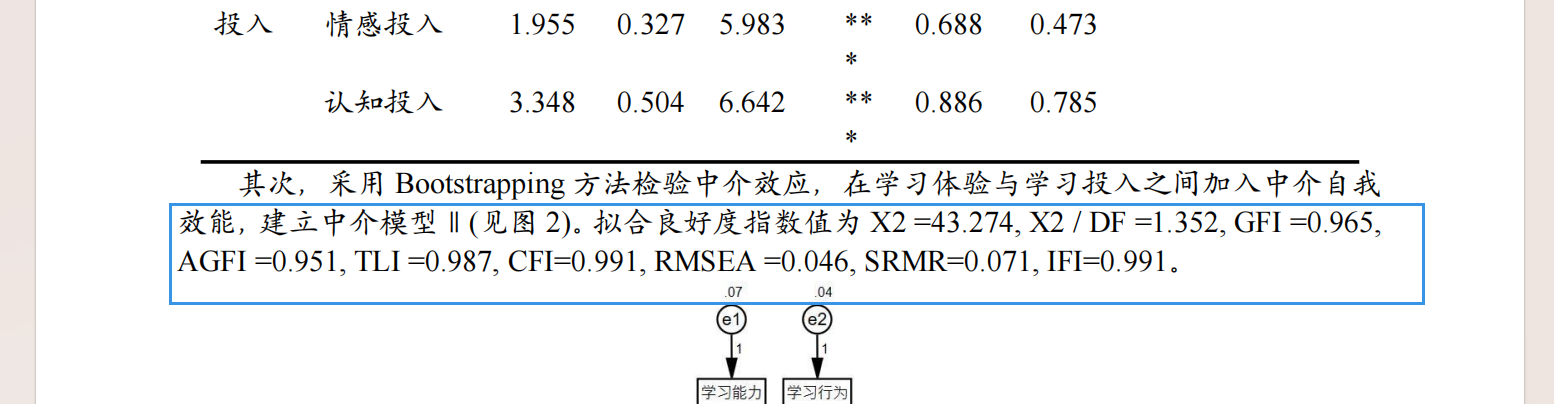 投入 情感投入 1.955 0.327 5.983 ** 0.688 0.473
*
认知投入 3.348 0.504 6.642 ** 0.886 0.785
*
其次，采用 Bootstrapping 方法检验中介效应，在学习体验与学习投入之间加入中介自我
效能，建立中介模型 ‖ (见图 2)。拟合良好度指数值为 X2 =43.274, X2 / DF =1.352, GFI =0.965,
AGFI =0.951, TLI =0.987, CFI=0.991, RMSEA =0.046, SRMR=0.071, IFI=0.991。
.07 .04
e1 e2
1 1
学习能力 学习行为